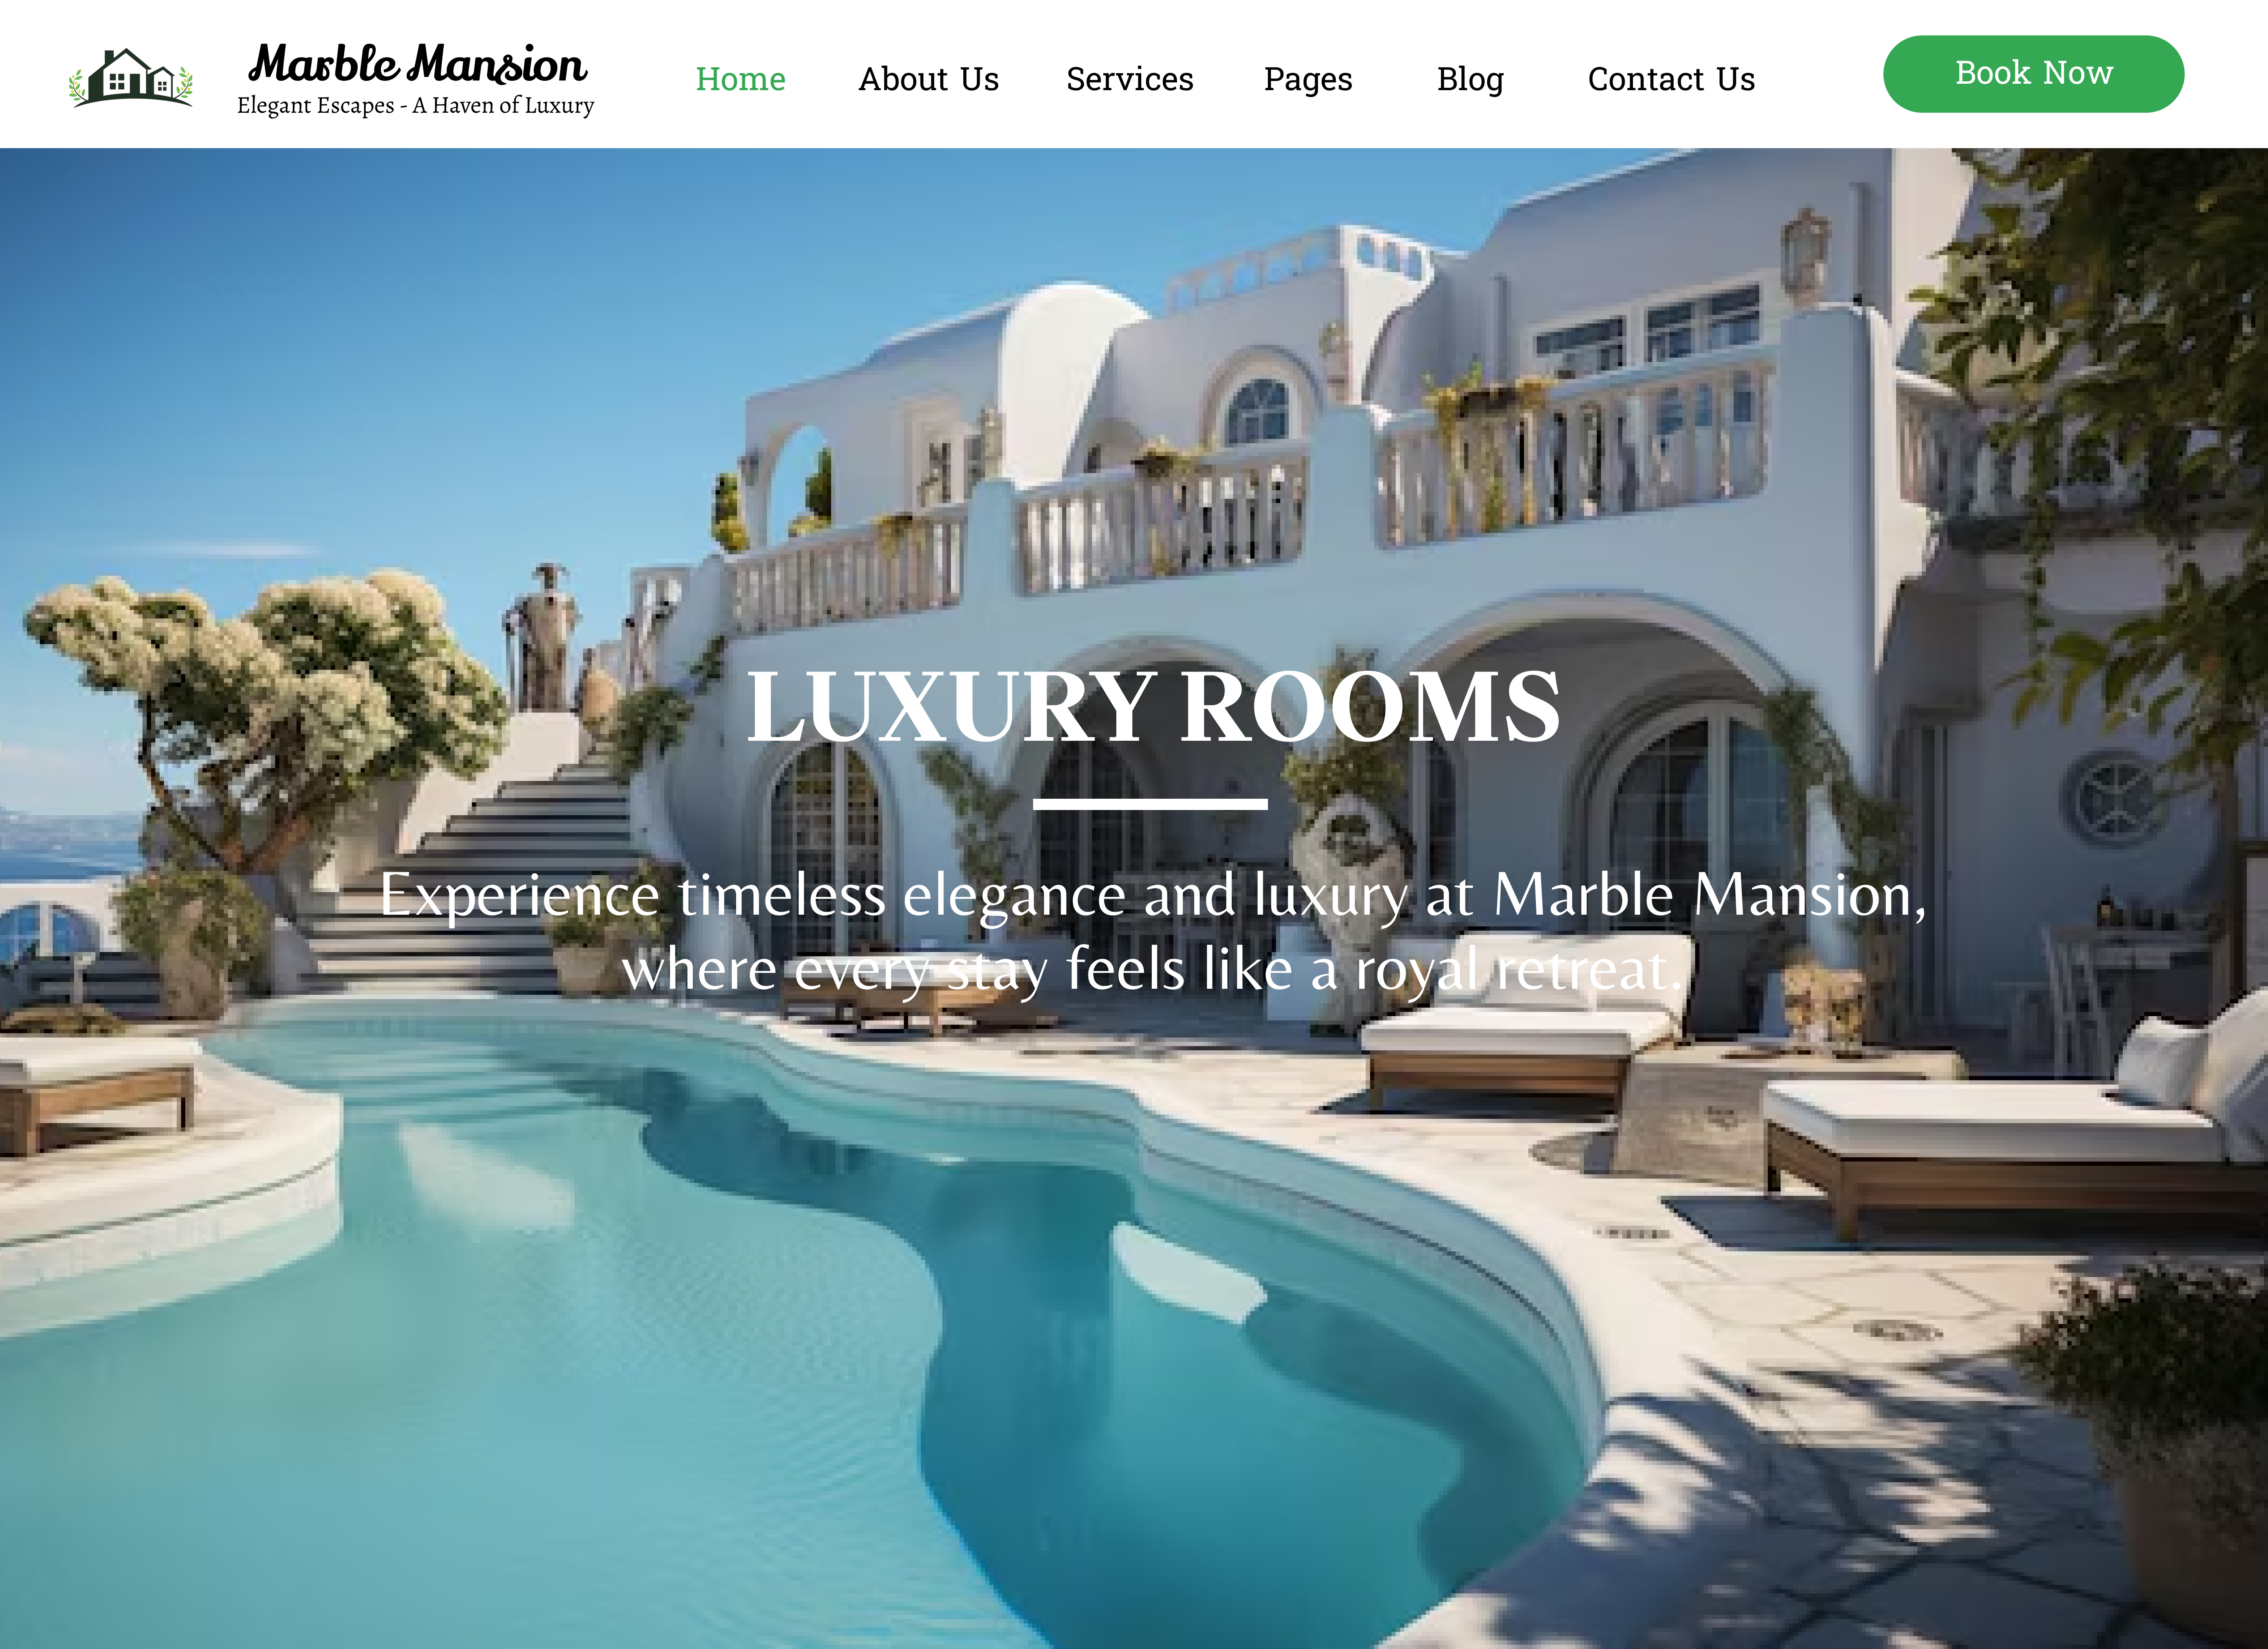 Marble Mansion
Elegant Escapes - A Haven of Luxury
Home
About Us
Services
Pages
Blog
Contact Us
Book Now
LUXURY ROOMS
Experience timeless elegance and luxury at Marble Mansion,
where every stay feels like a royal retreat.